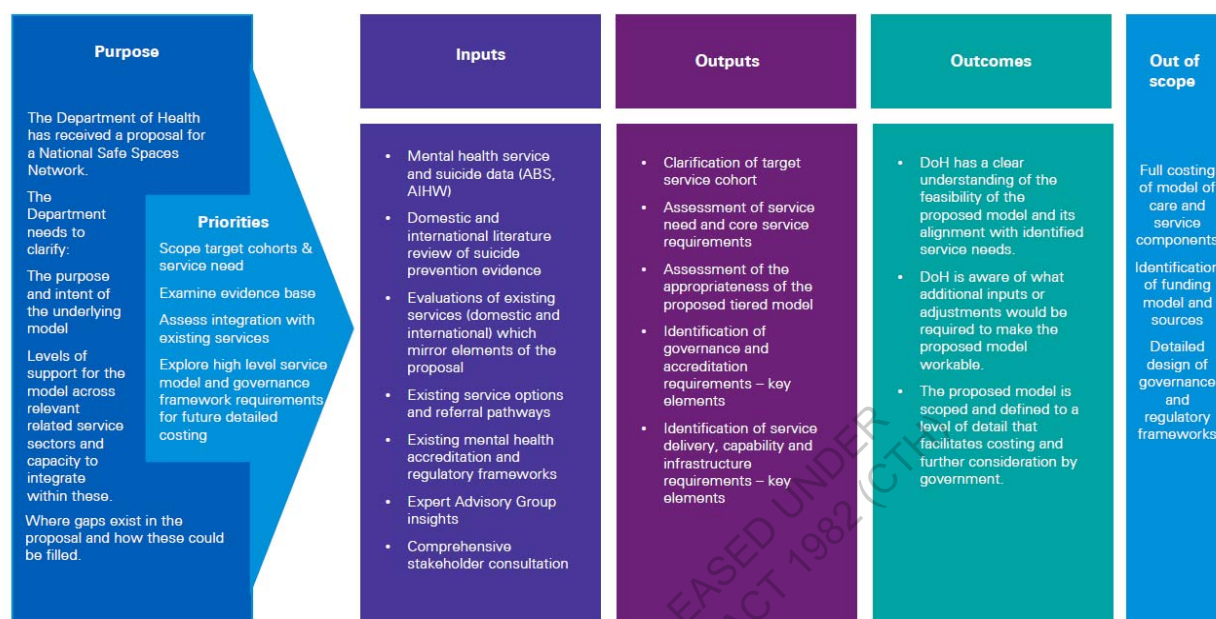 Purpose
The Department of Health
has received a proposal for
a National Safe Spaces
Network.
The
Department
needs to
clarify:
The purpose
and intent of
the underlying
model
Levels of
support for the
model across
relevant
related service
sectors and
capacity to
integrate
within these.
Where gaps exist in the
proposal and how these could
be filled.
Priorities
Scope target cohorts &
service need
Examine evidence base
Assess integration with
existing services
Explore high level service
model and governance
framework requirements
for future detailed
costing
Inputs
• Mental health service
and suicide data (ABS,
AIHW)
• Domestic and
international literature
review of suicide
prevention evidence
• Evaluations of existing
services (domestic and
international) which
mirror elements of the
proposal
• Existing service options
and referral pathways
• Existing mental health
accreditation and
regulatory frameworks
• Expert Advisory Group
insights
• Comprehensive
stakeholder consultation
Outputs
• Clarification of target
service cohort
• Assessment of service
need and core service
requirements
• Assessment of the
appropriateness of the
proposed tiered model
• Identification of
governance and
accreditation
requirements – key
elements
• Identification of service
delivery, capability and
infrastructure
requirements – key
elements
Outcomes
• DoH has a clear
understanding of the
feasibility of the
proposed model and its
alignment with identified
service needs.
• DoH is aware of what
additional inputs or
adjustments would be
required to make the
proposed model
workable.
• The proposed model is
scoped and defined to a
level of detail that
facilitates costing and
further consideration by
government.
Out of
scope
Full costing
of model of
care and
service
components
Identification
of funding
model and
sources
Detailed
design of
governance
and
regulatory
frameworks
EASED UNDER
ACT 1982 (CTH)